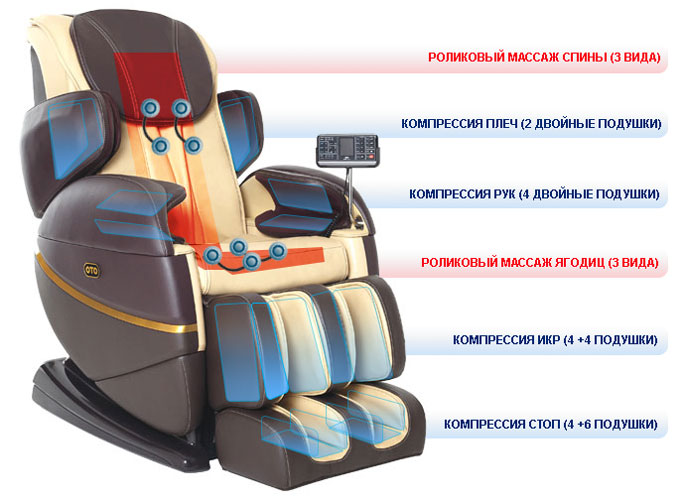 РОЛИКОВЫЙ МАССАЖ СПИНЫ (3 ВИДА)
КОМПРЕССИЯ ПЛЕЧ (2 ДВОЙНЫЕ ПОДУШКИ)
КОМПРЕССИЯ РУК (4 ДВОЙНЫЕ ПОДУШКИ)
РОЛИКОВЫЙ МАССАЖ ЯГОДИЦ (3 ВИДА)
OTO
КОМПРЕССИЯ ИКР (4 +4 ПОДУШКИ)
КОМПРЕССИЯ СТОП (4 +6 ПОДУШКИ)